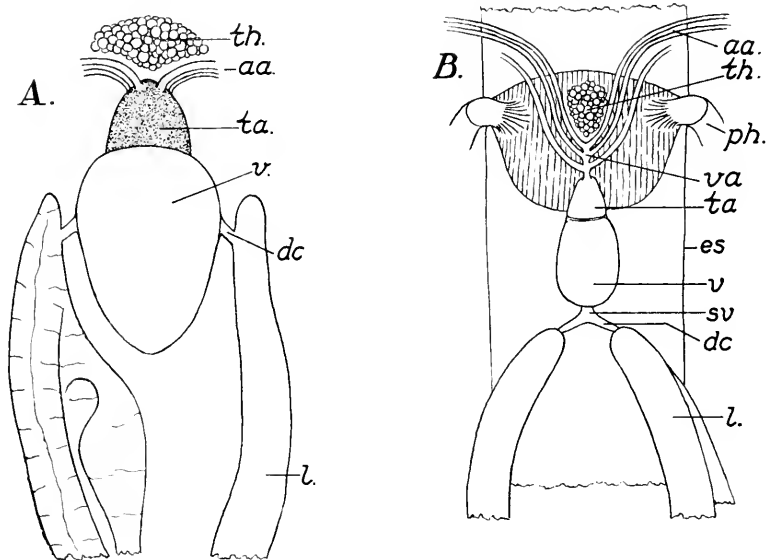 A.
th.
aa.
ta.
v.
dc
l.
B.
aa.
th.
ph.
va
ta
es
v
sv
dc
l.